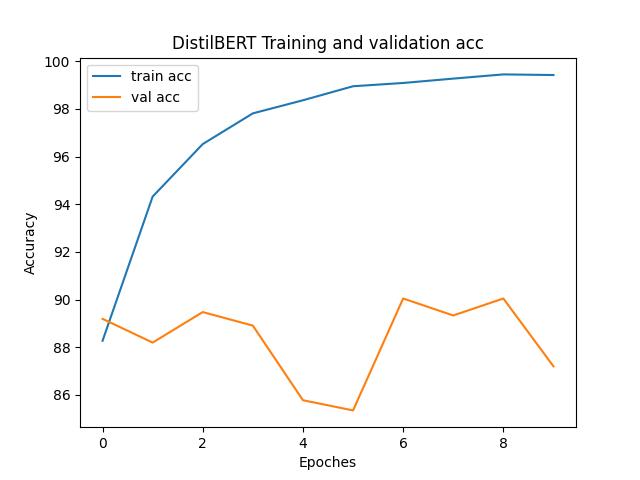 DistilBERT Training and validation acc
train acc
val acc
100
98
96
94
92
90
88
86
Accuracy
0 2 4 6 8
Epoches